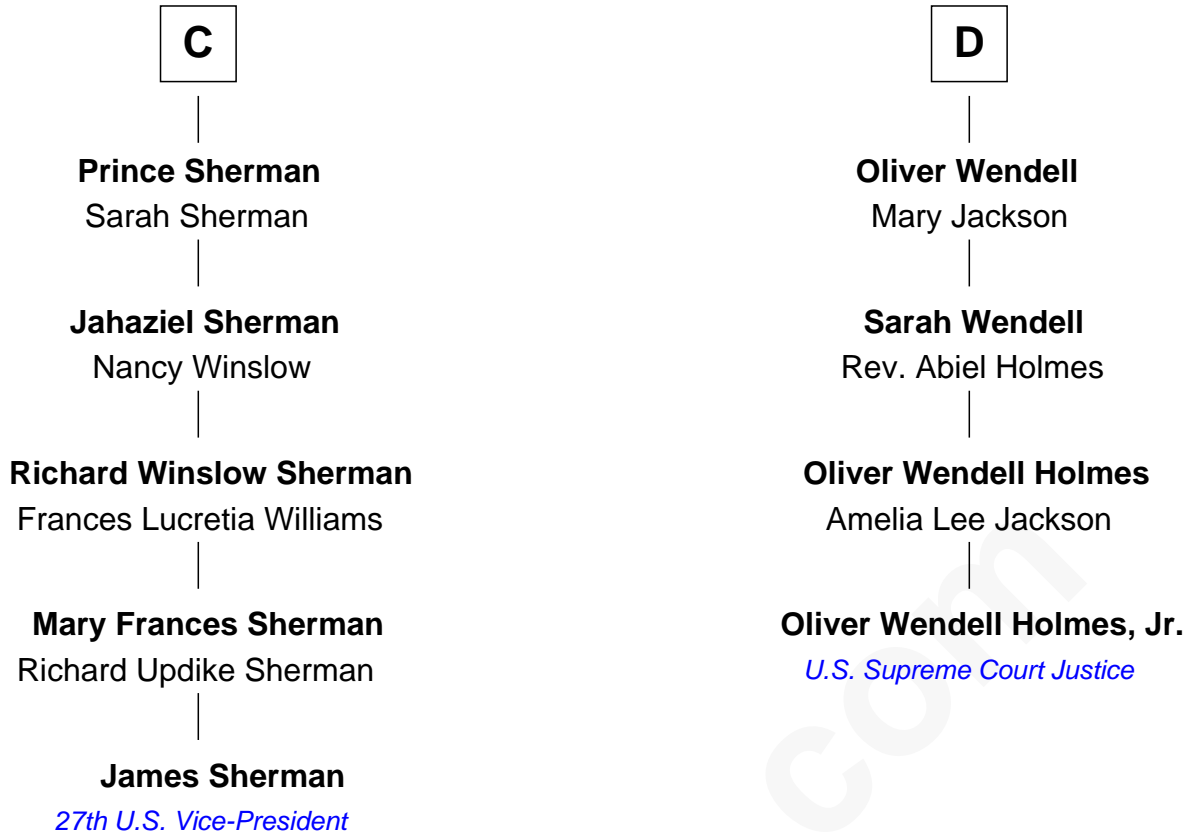 C
Prince Sherman
Sarah Sherman
Jahaziel Sherman
Nancy Winslow
Richard Winslow Sherman
Frances Lucretia Williams
Mary Frances Sherman
Richard Updike Sherman
James Sherman
27th U.S. Vice-President
D
Oliver Wendell
Mary Jackson
Sarah Wendell
Rev. Abiel Holmes
Oliver Wendell Holmes
Amelia Lee Jackson
Oliver Wendell Holmes, Jr.
U.S. Supreme Court Justice
com